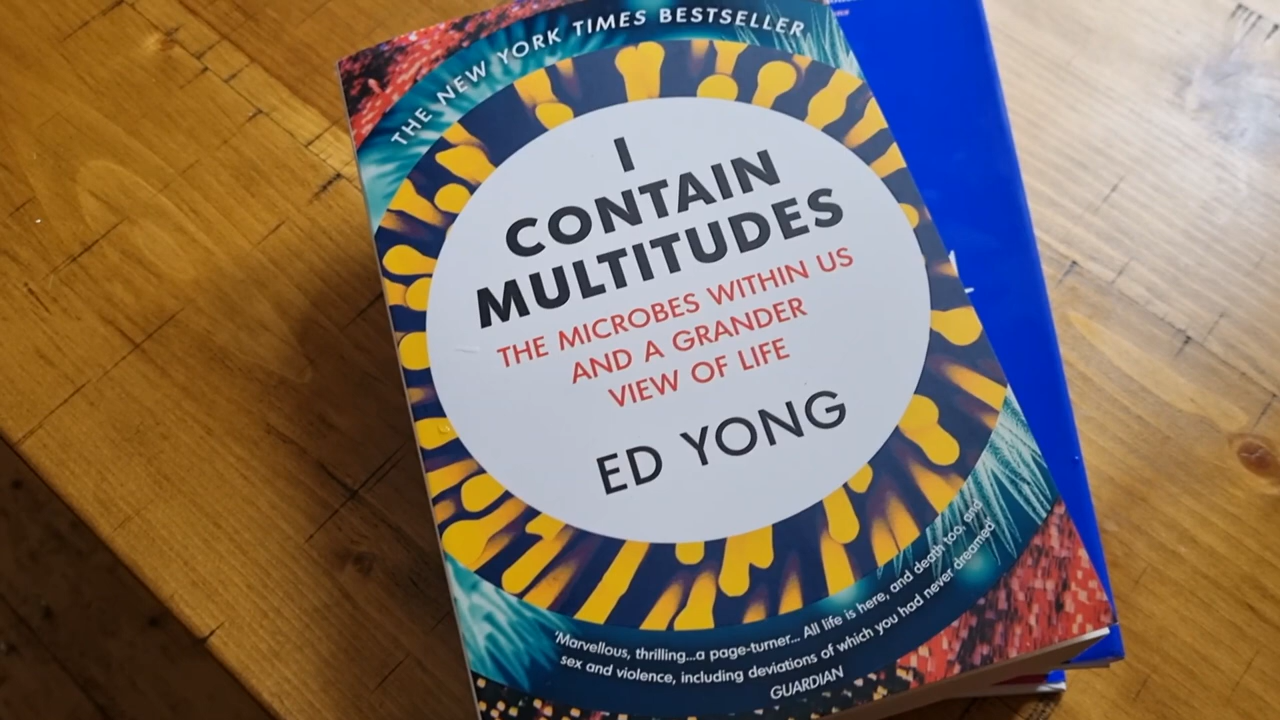 THE NEW YORK TIMES BESTSELLER
I
CONTAIN
MULTITUDES
THE MICROBES WITHIN US
AND A GRANDER
VIEW OF LIFE
ED YONG
'Marvellous, thrilling...a page-turner... All life is here, and death too, and
sex and violence, including deviations of which you had never dreamed'
GUARDIAN